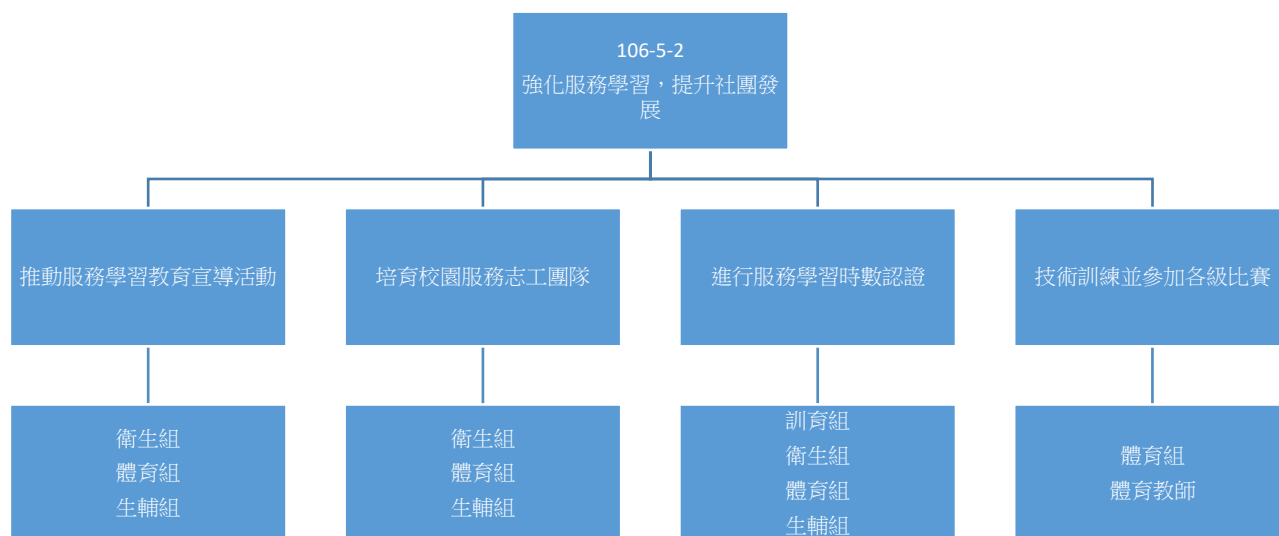 106-5-2
強化服務學習，提升社團發
展
推動服務學習教育宣導活動
培育校園服務志工團隊
進行服務學習時數認證
技術訓練並參加各級比賽
衛生組
體育組
生輔組
衛生組
體育組
生輔組
訓育組
衛生組
體育組
生輔組
體育組
體育教師